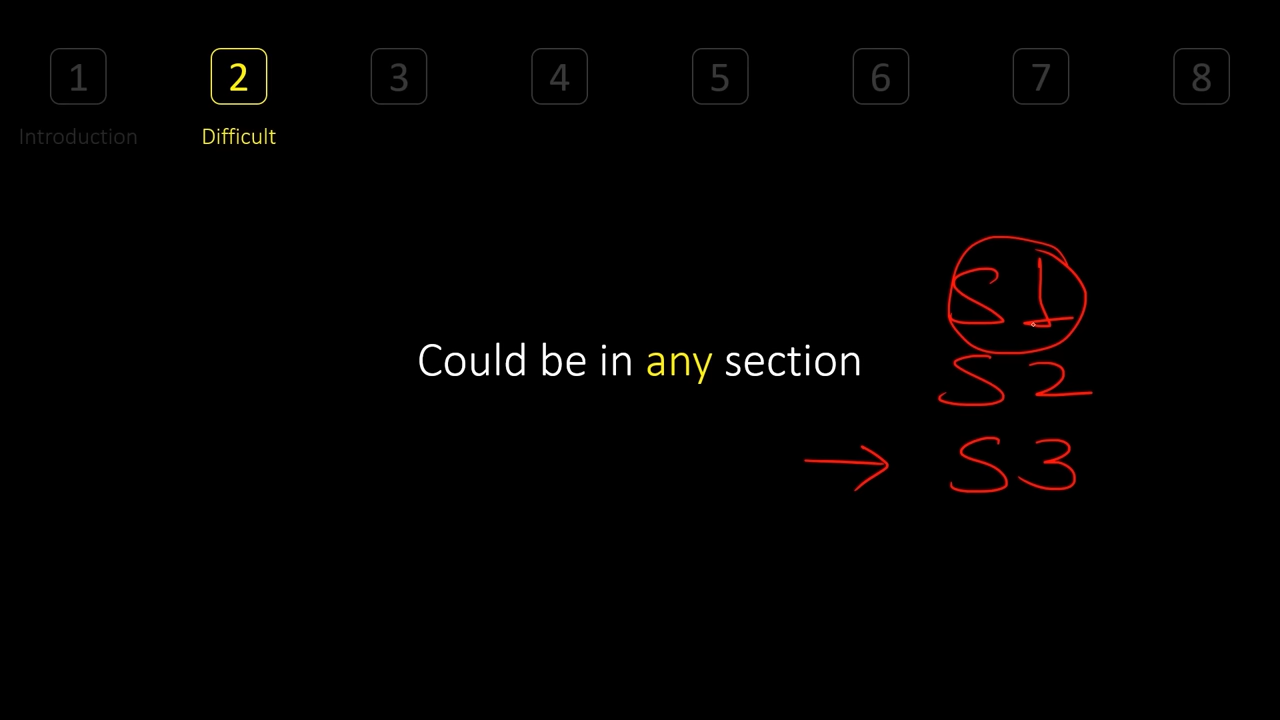 1 2 3 4 5 6 7 8
Introduction Difficult
S1
Could be in any section
S2
S3